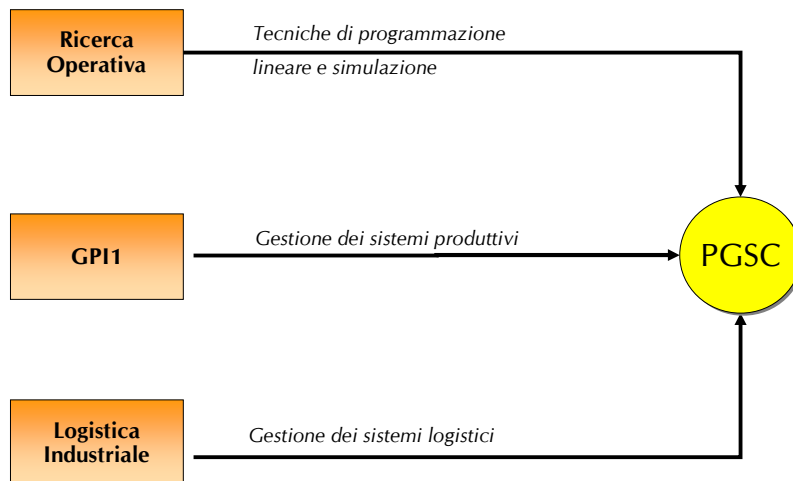 Ricerca
Operativa
Tecniche di programmazione
lineare e simulazione
GPI1
Gestione dei sistemi produttivi
PGSC
Logistica
Industriale
Gestione dei sistemi logistici